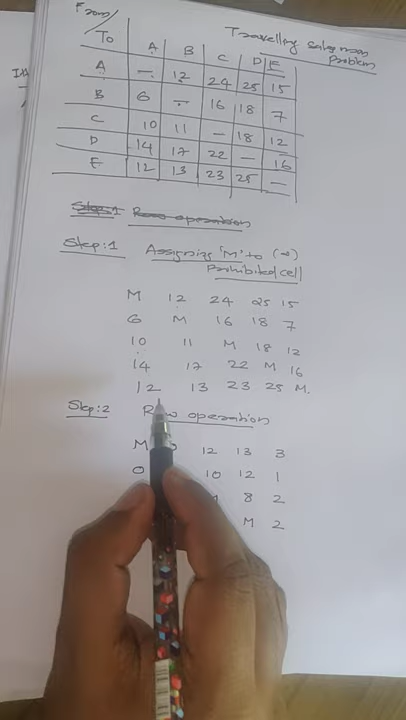 From/
To A B C D E
Travelling salesman
problem
A — 12 24 25 15
B 6 — 16 18 7
C 10 11 — 18 12
D 14 17 22 — 16
E 12 13 23 25 —
Step:1 Row operation
Step:1 Assigning 'M' to (∞)
Prohibited cell
M 12 24 25 15
6 M 16 18 7
10 11 M 18 12
14 17 22 M 16
12 13 23 25 M.
Step:2 Row operation
M 12 13 3
0 10 12 1
8 2
M 2